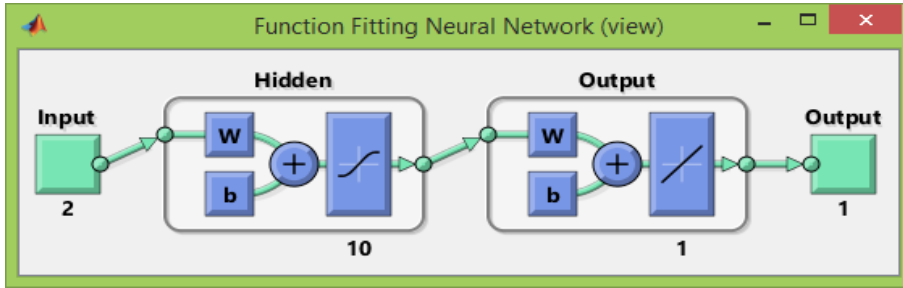 Function Fitting Neural Network (view)
Hidden
Output
Input
Output
W
W
+
+
b
b
2
1
10
1